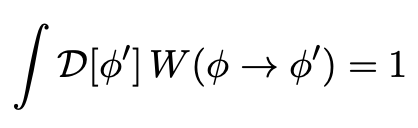 ∫ 𝒟[ϕ′] W(ϕ → ϕ′) = 1